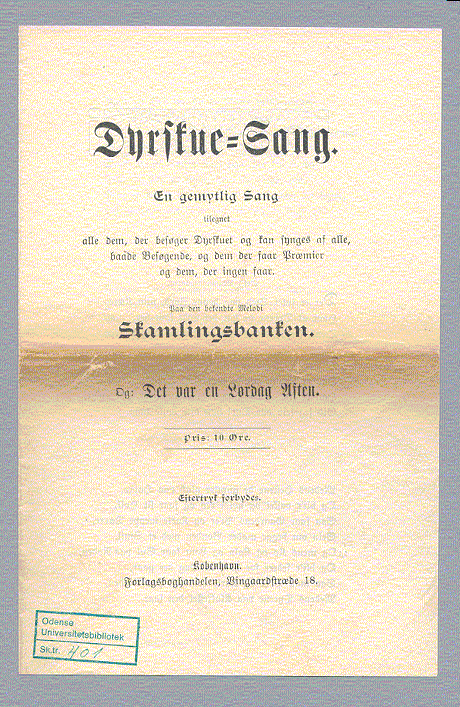 Dyrskue-Sang.
En gemytlig Sang
tilegnet
alle dem, der besøger Dyrskuet og kan synges af alle,
baade Besøgende, og dem der faar Præmier
og dem, der ingen faar.
Paa den bekendte Melodi
Skamlingsbanken.
Og: Det var en Lørdag Aften.
Pris: 10 Øre.
Eftertryk forbydes.
København.
Forlagsboghandelen, Vingaardstræde 18.
Odense
Universitetsbibliotek
Sk.tr. 401